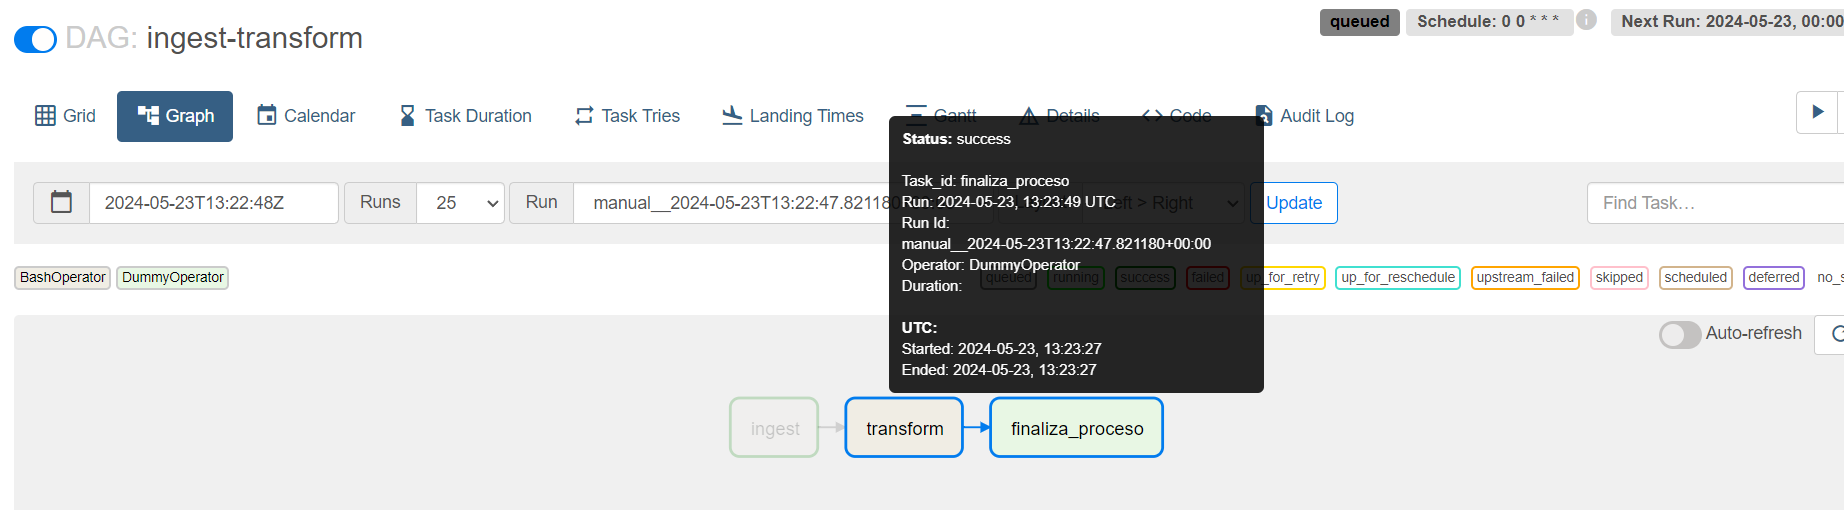 DAG: ingest-transform
queued
Schedule: 0 0 * * *
Next Run: 2024-05-23, 00:00
Grid
Graph
Calendar
Task Duration
Task Tries
Landing Times
Gantt
Details
Code
Audit Log
2024-05-23T13:22:48Z
Runs
25
Run
manual__2024-05-23T13:22:47.821180
Left > Right
Update
Find Task...
Status: success
Task_id: finaliza_proceso
Run: 2024-05-23, 13:23:49 UTC
Run Id:
manual__2024-05-23T13:22:47.821180+00:00
Operator: DummyOperator
Duration:
UTC:
Started: 2024-05-23, 13:23:27
Ended: 2024-05-23, 13:23:27
BashOperator
DummyOperator
queued
running
success
failed
up_for_retry
up_for_reschedule
upstream_failed
skipped
scheduled
deferred
no_s
Auto-refresh
ingest
transform
finaliza_proceso